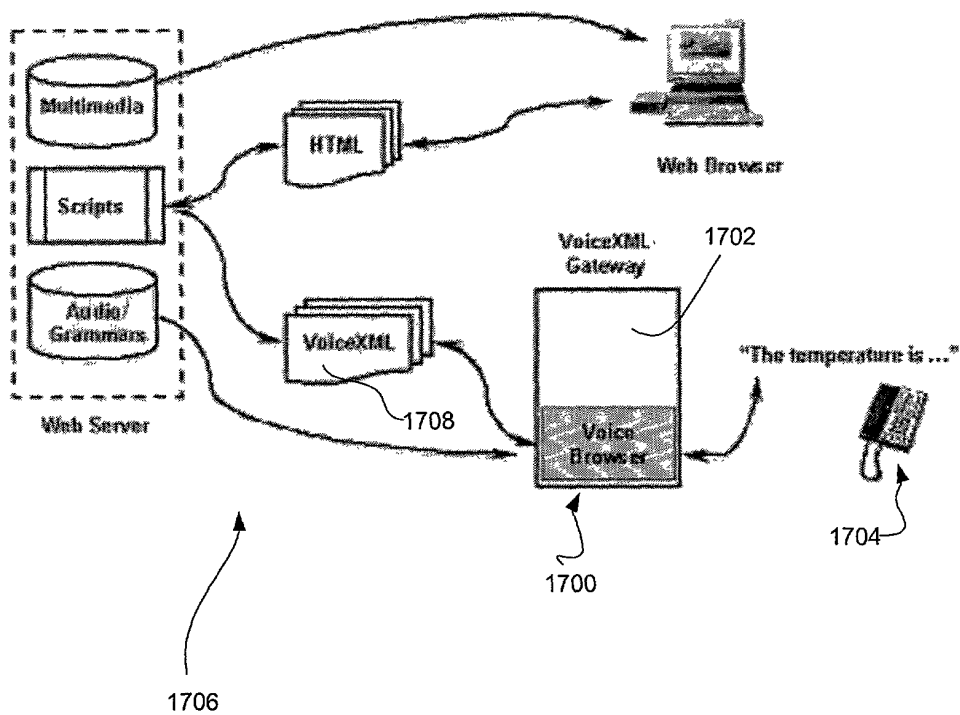 Multimedia
HTML
Web Browser
Scripts
VoiceXML
Gateway
1702
Audio/
Grammars
VoiceXML
1708
"The temperature is ..."
Web Server
Voice
Browser
1704
1700
1706